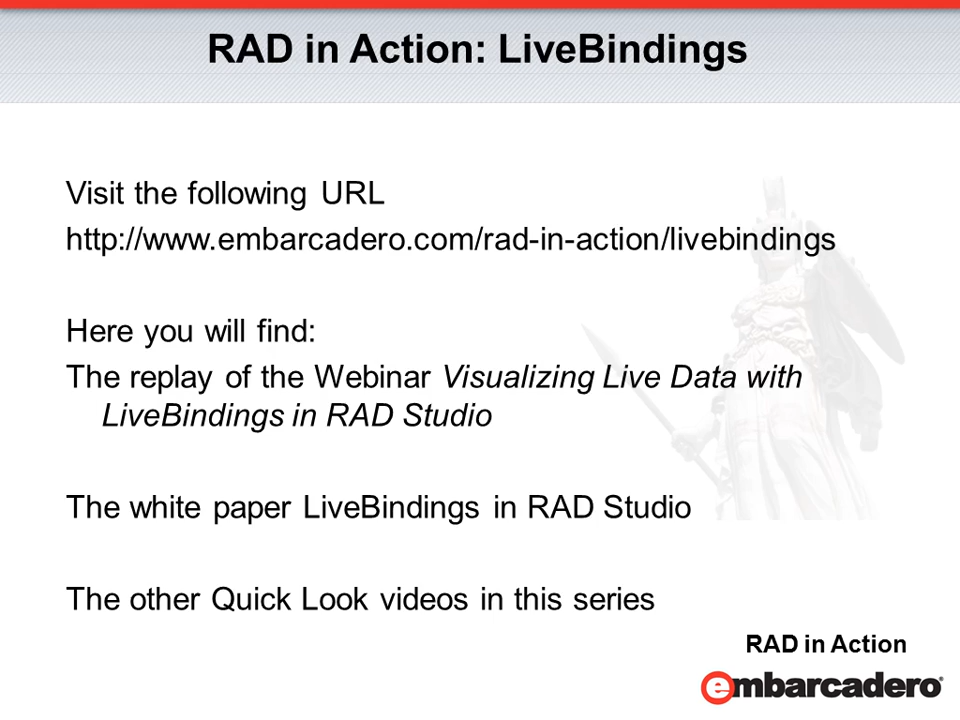 RAD in Action: LiveBindings
Visit the following URL
http://www.embarcadero.com/rad-in-action/livebindings
Here you will find:
The replay of the Webinar Visualizing Live Data with
LiveBindings in RAD Studio
The white paper LiveBindings in RAD Studio
The other Quick Look videos in this series
RAD in Action
embarcadero®